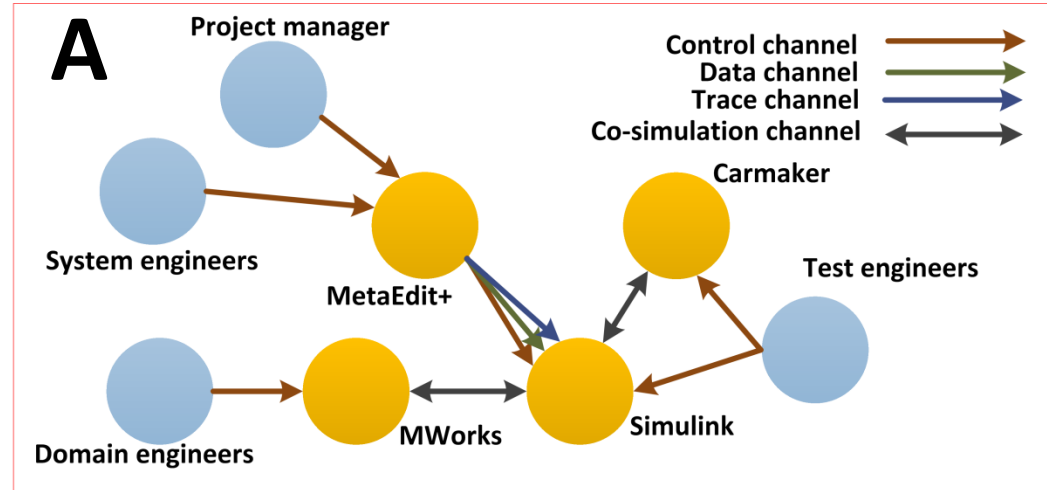 A
Project manager
Control channel
Data channel
Trace channel
Co-simulation channel
Carmaker
System engineers
Test engineers
MetaEdit+
Simulink
MWorks
Domain engineers